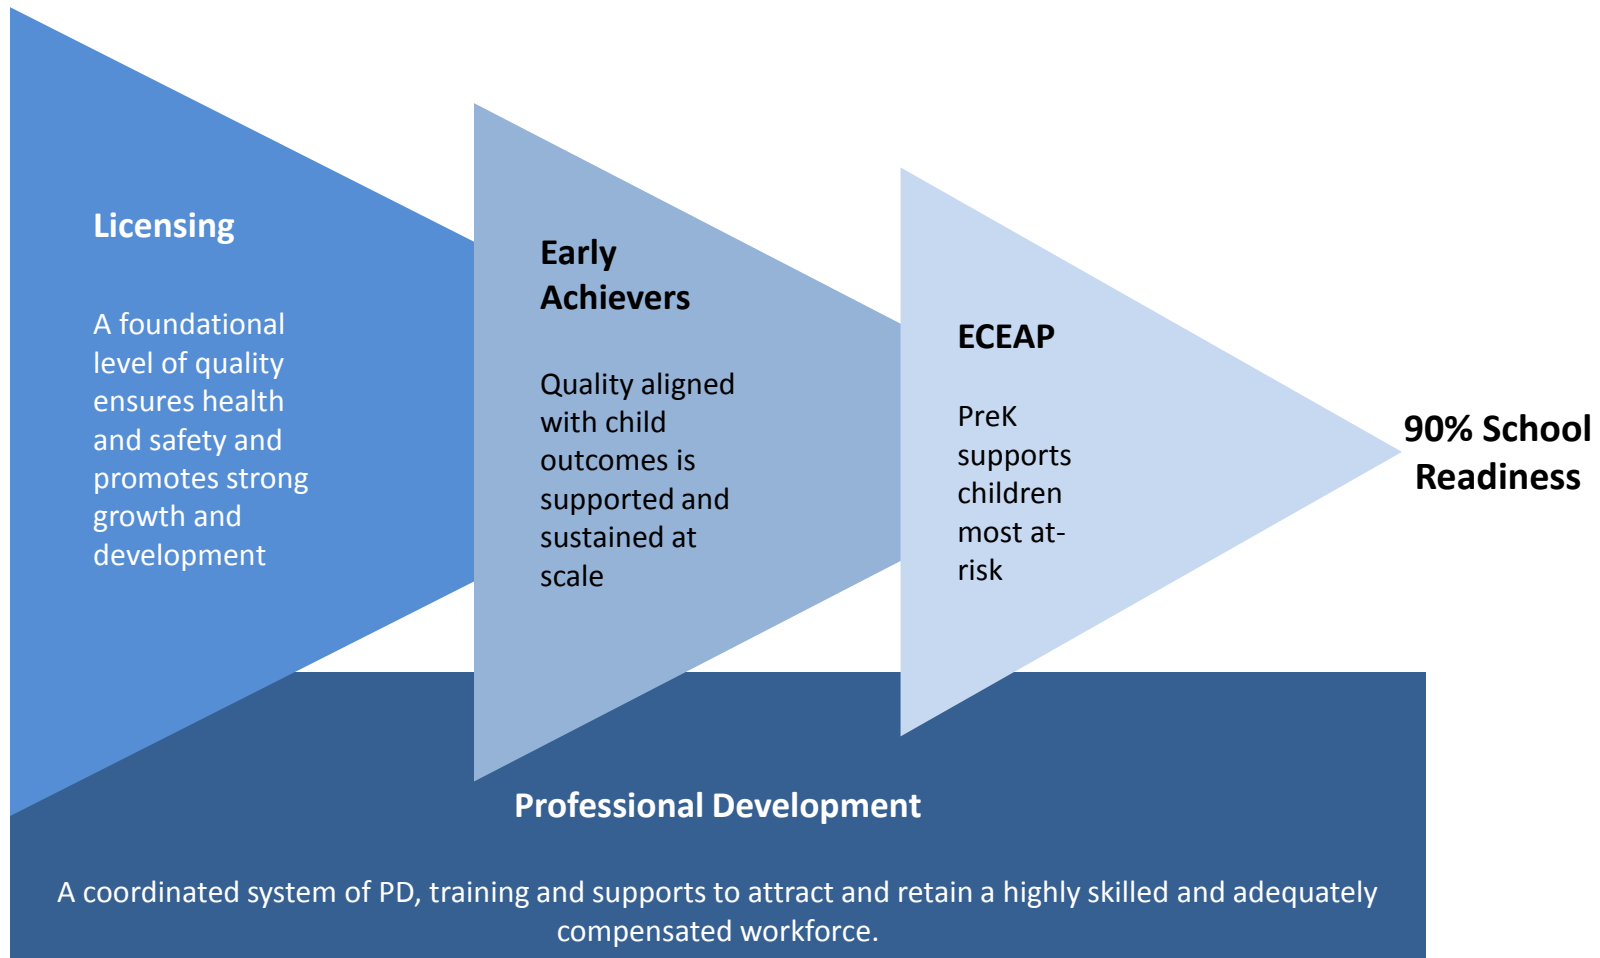 Licensing
A foundational
level of quality
ensures health
and safety and
promotes strong
growth and
development
Early
Achievers
Quality aligned
with child
outcomes is
supported and
sustained at
scale
ECEAP
PreK
supports
children
most at-
risk
90% School
Readiness
Professional Development
A coordinated system of PD, training and supports to attract and retain a highly skilled and adequately
compensated workforce.